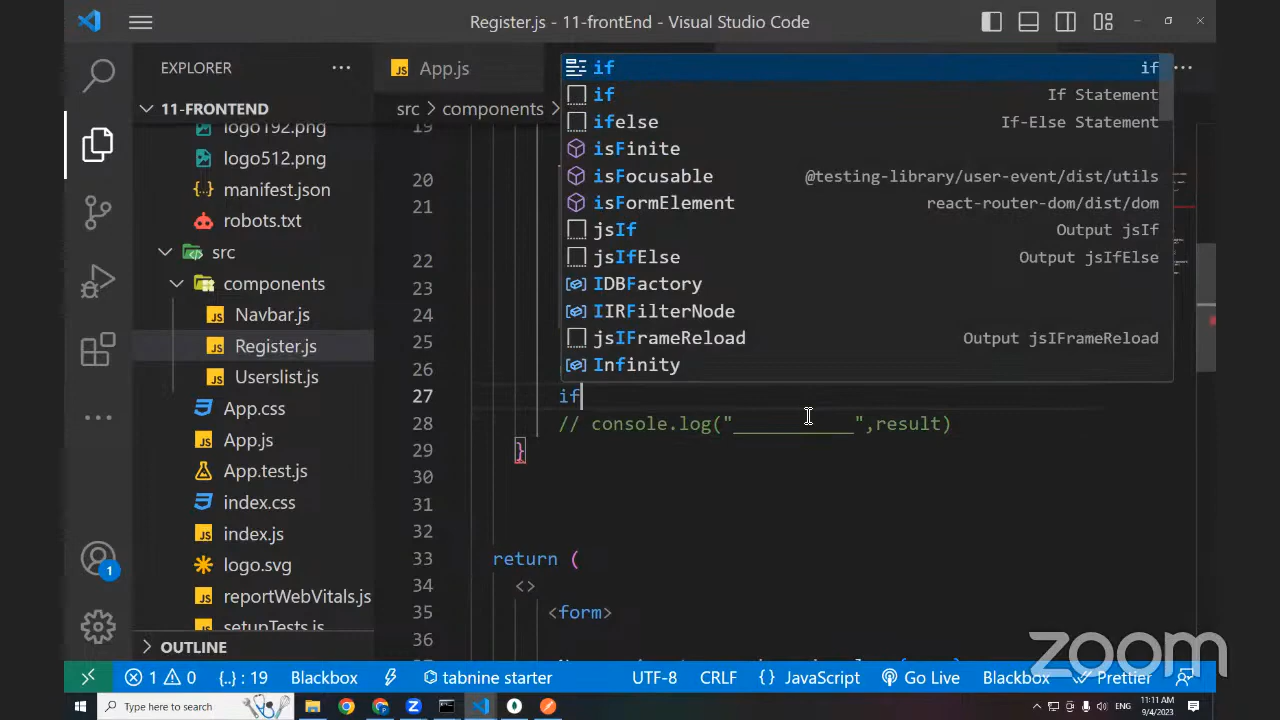 Register.js - 11-frontEnd - Visual Studio Code
EXPLORER
11-FRONTEND
logo192.png
logo512.png
manifest.json
robots.txt
src
components
Navbar.js
Register.js
Userslist.js
App.css
App.js
App.test.js
index.css
index.js
logo.svg
reportWebVitals.js
setupTests.js
OUTLINE
JS App.js
src > components >
if if
if If Statement
ifelse If-Else Statement
isFinite
isFocusable @testing-library/user-event/dist/utils
isFormElement react-router-dom/dist/dom
jsIf Output jsIf
jsIfElse Output jsIfElse
IDBFactory
IIRFilterNode
jsIFrameReload Output jsIFrameReload
Infinity
19
20
21
22
23
24
25
26
27 if
28 // console.log("___________",result)
29 }
30
31
32
33 return (
34 <>
35 <form>
36
1
zoom
1 0 {..} : 19 Blackbox tabnine starter UTF-8 CRLF {} JavaScript Go Live Blackbox Prettier
Type here to search
ENG
11:11 AM
9/4/2023